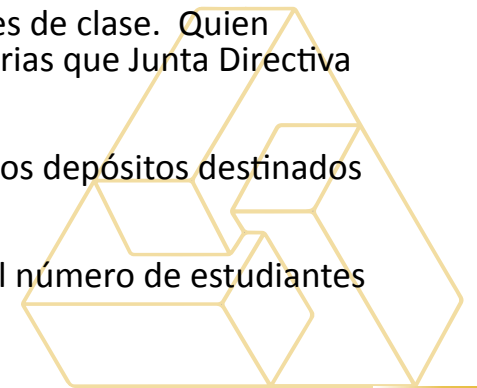 es de clase. Quien
rias que Junta Directiva
os depósitos destinados
l número de estudiantes